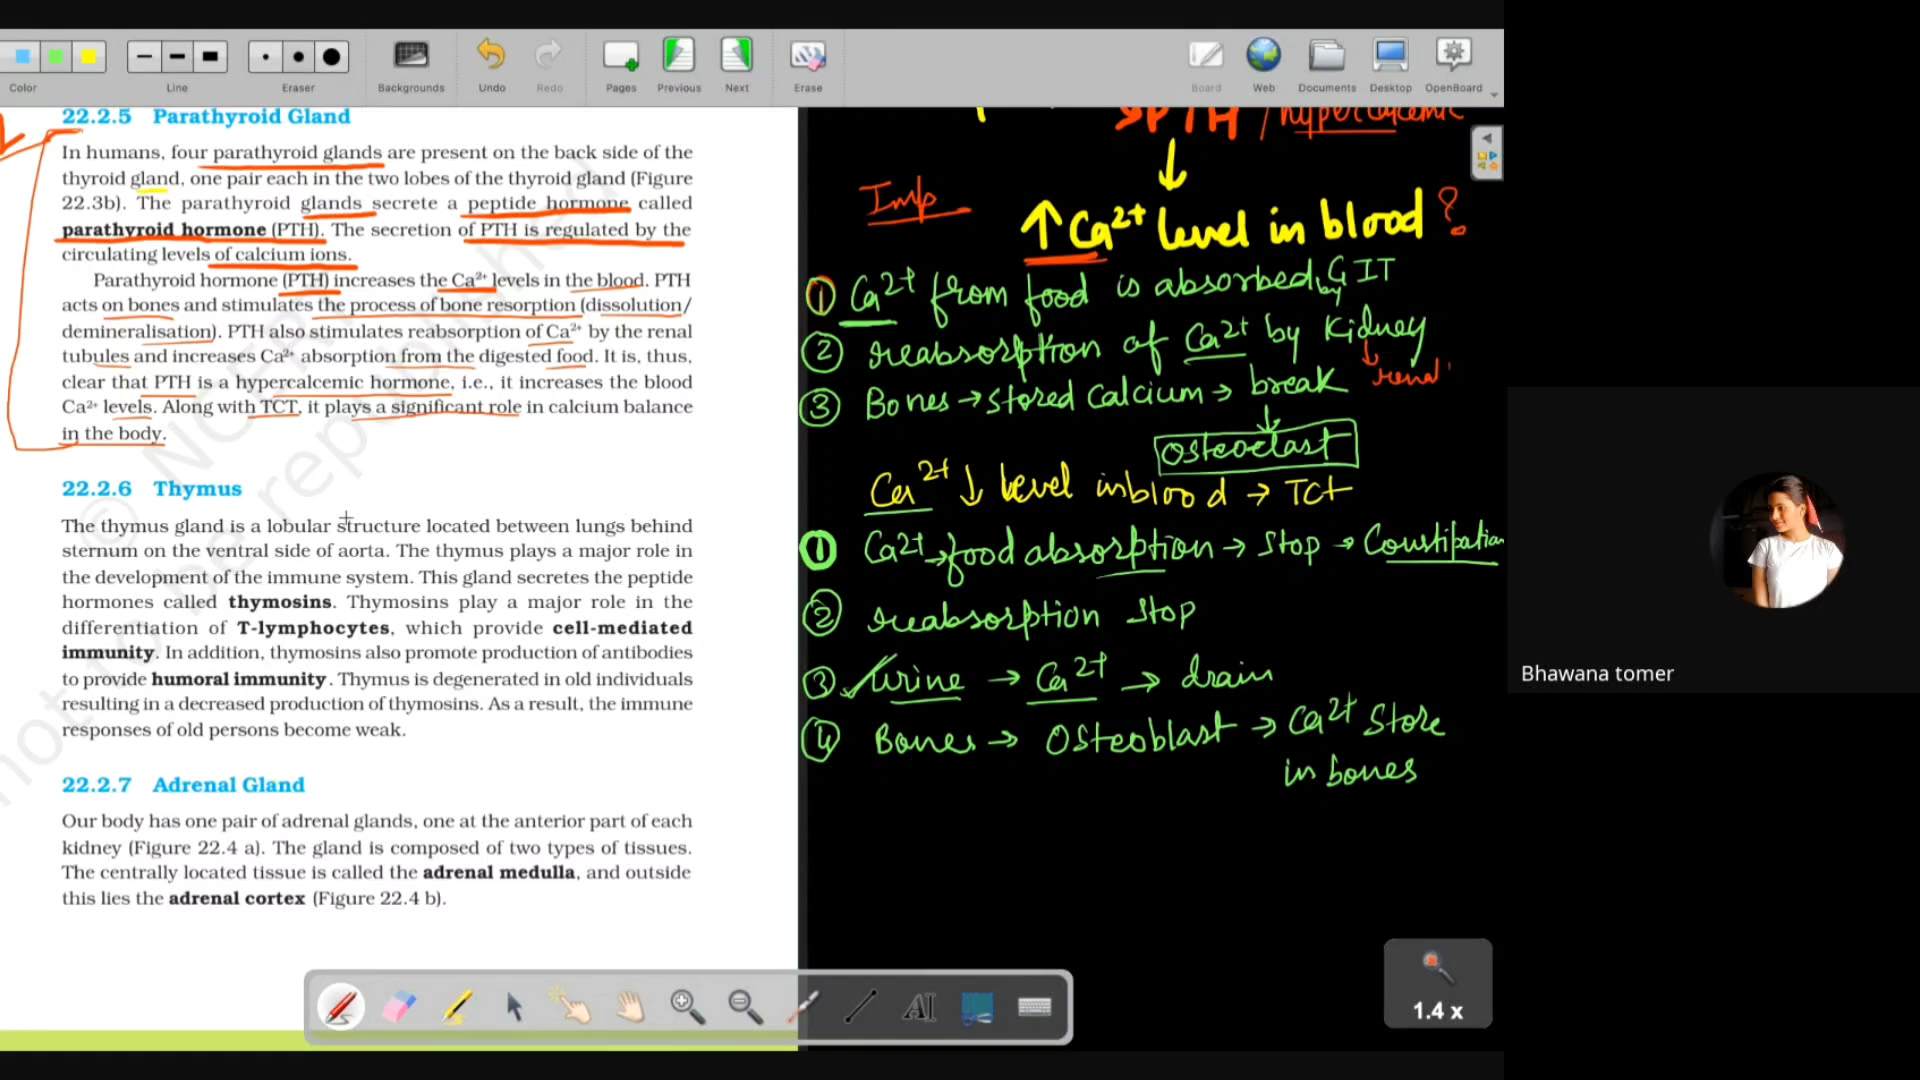 Color
Line
Eraser
Backgrounds
Undo
Redo
Pages
Previous
Next
Erase
Board
Web
Documents
Desktop
OpenBoard
22.2.5 Parathyroid Gland
In humans, four parathyroid glands are present on the back side of the
thyroid gland, one pair each in the two lobes of the thyroid gland (Figure
22.3b). The parathyroid glands secrete a peptide hormone called
parathyroid hormone (PTH). The secretion of PTH is regulated by the
circulating levels of calcium ions.
Parathyroid hormone (PTH) increases the Ca²⁺ levels in the blood. PTH
acts on bones and stimulates the process of bone resorption (dissolution/
demineralisation). PTH also stimulates reabsorption of Ca²⁺ by the renal
tubules and increases Ca²⁺ absorption from the digested food. It is, thus,
clear that PTH is a hypercalcemic hormone, i.e., it increases the blood
Ca²⁺ levels. Along with TCT, it plays a significant role in calcium balance
in the body.
22.2.6 Thymus
The thymus gland is a lobular structure located between lungs behind
sternum on the ventral side of aorta. The thymus plays a major role in
the development of the immune system. This gland secretes the peptide
hormones called thymosins. Thymosins play a major role in the
differentiation of T-lymphocytes, which provide cell-mediated
immunity. In addition, thymosins also promote production of antibodies
to provide humoral immunity. Thymus is degenerated in old individuals
resulting in a decreased production of thymosins. As a result, the immune
responses of old persons become weak.
22.2.7 Adrenal Gland
Our body has one pair of adrenal glands, one at the anterior part of each
kidney (Figure 22.4 a). The gland is composed of two types of tissues.
The centrally located tissue is called the adrenal medulla, and outside
this lies the adrenal cortex (Figure 22.4 b).
PTH / hypercalcemic
Imp
↑ Ca²⁺ level in blood ?
① Ca²⁺ from food is absorbed by GIT
② reabsorption of Ca²⁺ by Kidney
↓ renal
③ Bones → stored Calcium → break
↓
Osteoclast
Ca²⁺ ↓ level in blood → TCT
① Ca²⁺ → food absorption → Stop → Constipation
② reabsorption stop
③ urine → Ca²⁺ → drain
④ Bones → Osteoblast → Ca²⁺ Store
in bones
Bhawana tomer
1.4 x